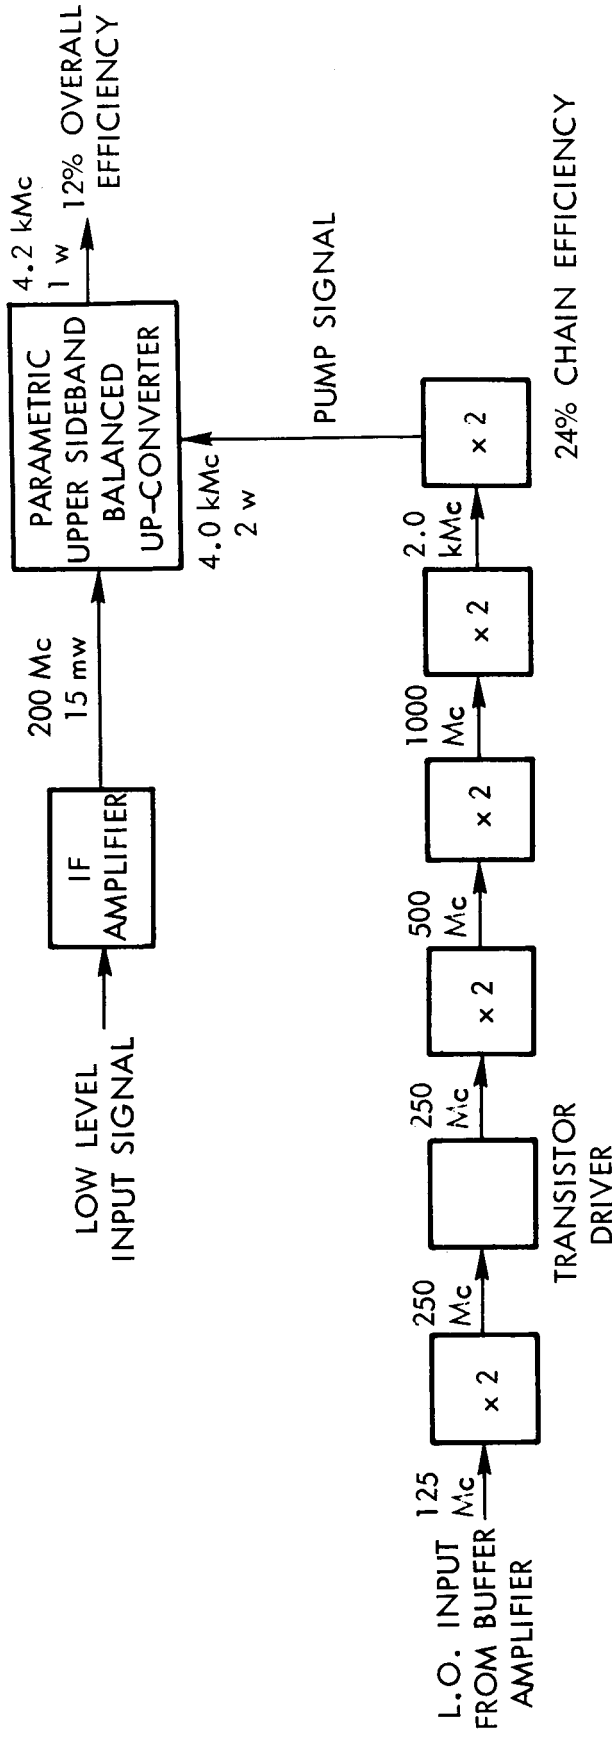 LOW LEVEL
INPUT SIGNAL
IF
AMPLIFIER
200 Mc
15 mw
PARAMETRIC
UPPER SIDEBAND
BALANCED
UP-CONVERTER
4.2 kMc
1 w
12% OVERALL
EFFICIENCY
4.0 kMc
2 w
PUMP SIGNAL
L.O. INPUT
FROM BUFFER
AMPLIFIER
125
Mc
x 2
250
Mc
TRANSISTOR
DRIVER
250
Mc
x 2
500
Mc
x 2
1000
Mc
x 2
2.0
kMc
x 2
24% CHAIN EFFICIENCY